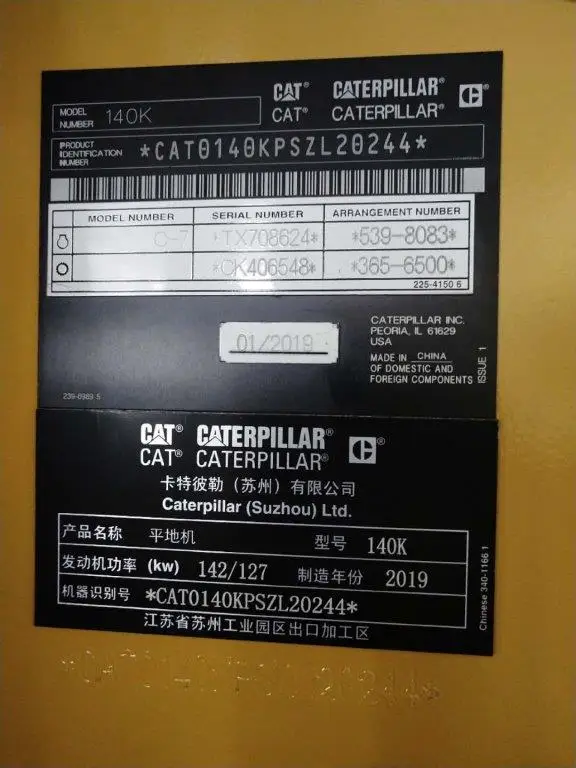 CAT® CATERPILLAR®
CAT® CATERPILLAR®
MODEL NUMBER 140K
PRODUCT IDENTIFICATION NUMBER *CAT0140KPSZL20244*
MODEL NUMBER SERIAL NUMBER ARRANGEMENT NUMBER
C-7 *TX708624* *539-8083*
*CK406548* *365-6500*
225-4150 6
01/2019
CATERPILLAR INC.
PEORIA, IL 61629
USA
MADE IN CHINA
OF DOMESTIC AND
FOREIGN COMPONENTS
ISSUE 1
239-6989 5
CAT® CATERPILLAR®
CAT® CATERPILLAR®
卡特彼勒（苏州）有限公司
Caterpillar (Suzhou) Ltd.
产品名称 平地机 型号 140K
发动机功率 (kw) 142/127 制造年份 2019
机器识别号 *CAT0140KPSZL20244*
江苏省苏州工业园区出口加工区
Chinese 340-1166 1
*CAT0140KPSZL20244*